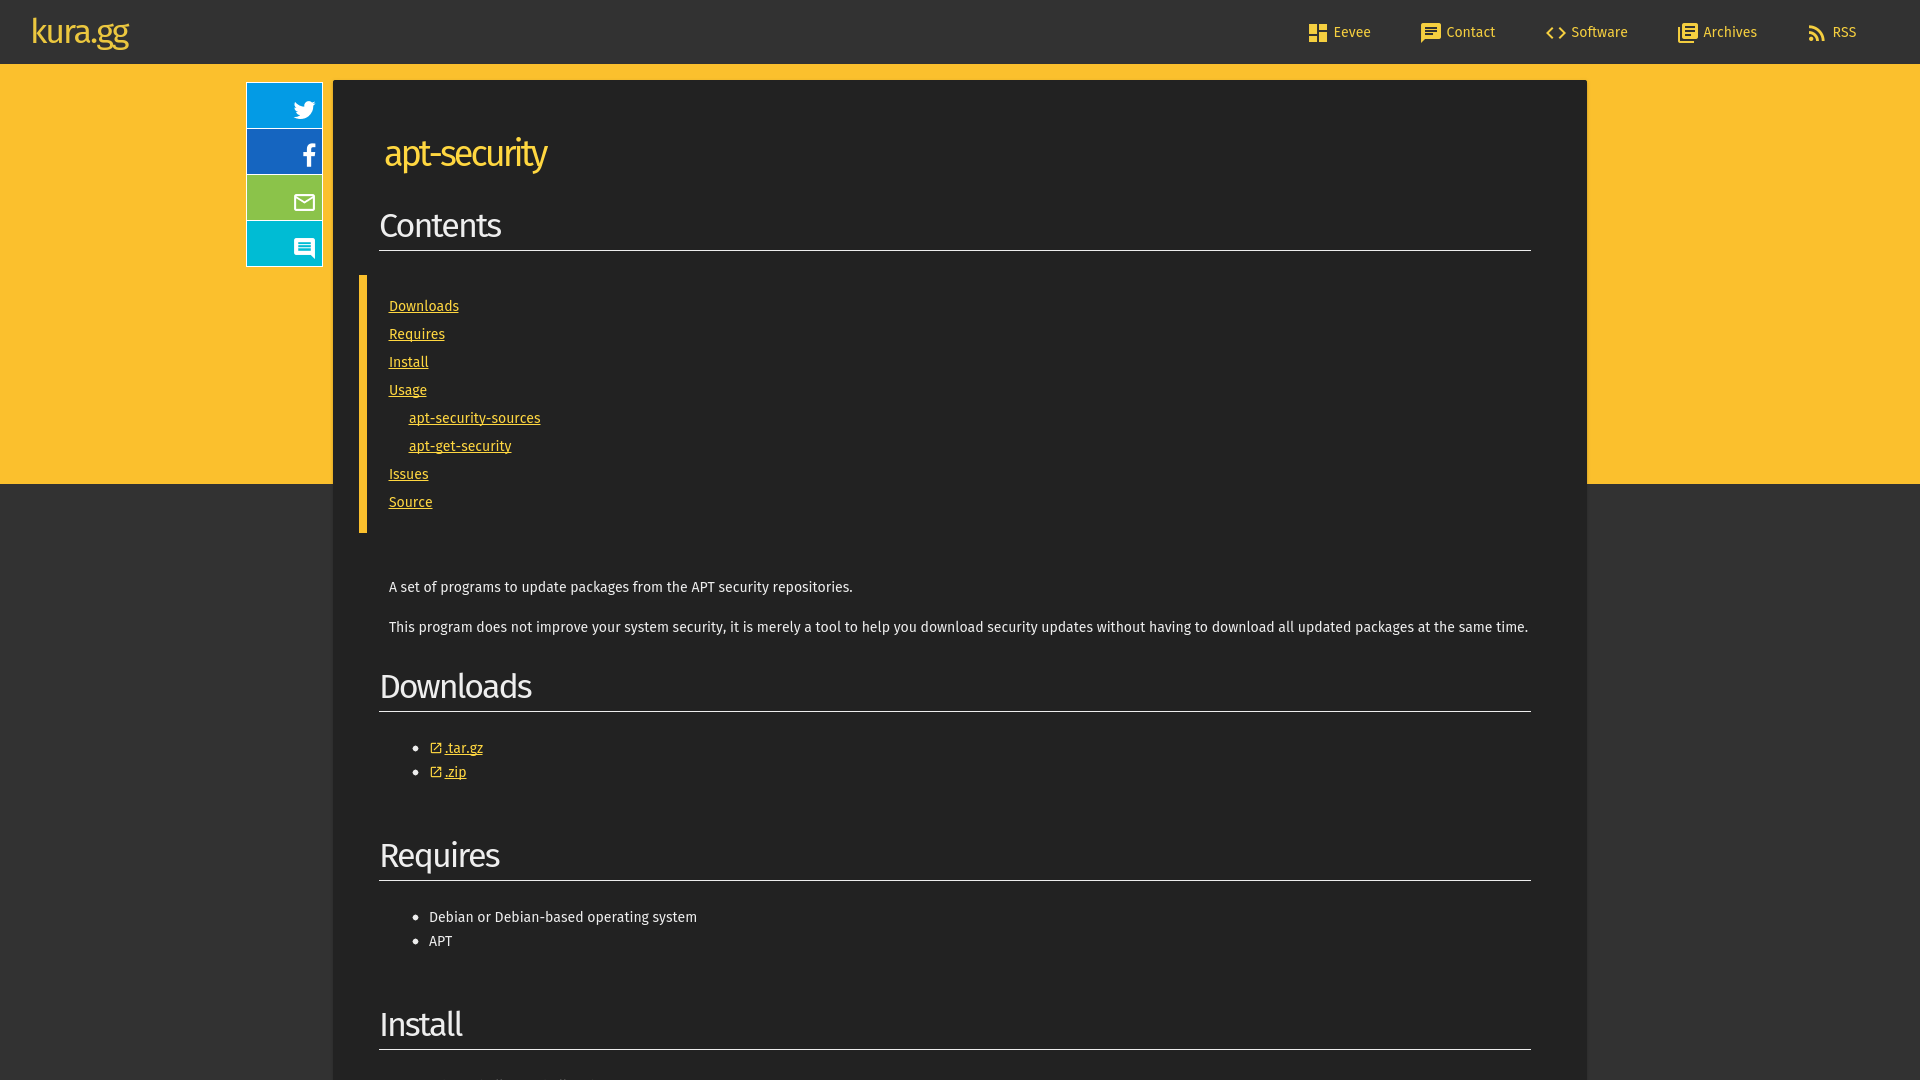 kura.gg
Eevee
Contact
Software
Archives
RSS
apt-security
Contents
Downloads
Requires
Install
Usage
apt-security-sources
apt-get-security
Issues
Source
A set of programs to update packages from the APT security repositories.
This program does not improve your system security, it is merely a tool to help you download security updates without having to download all updated packages at the same time.
Downloads
.tar.gz
.zip
Requires
Debian or Debian-based operating system
APT
Install